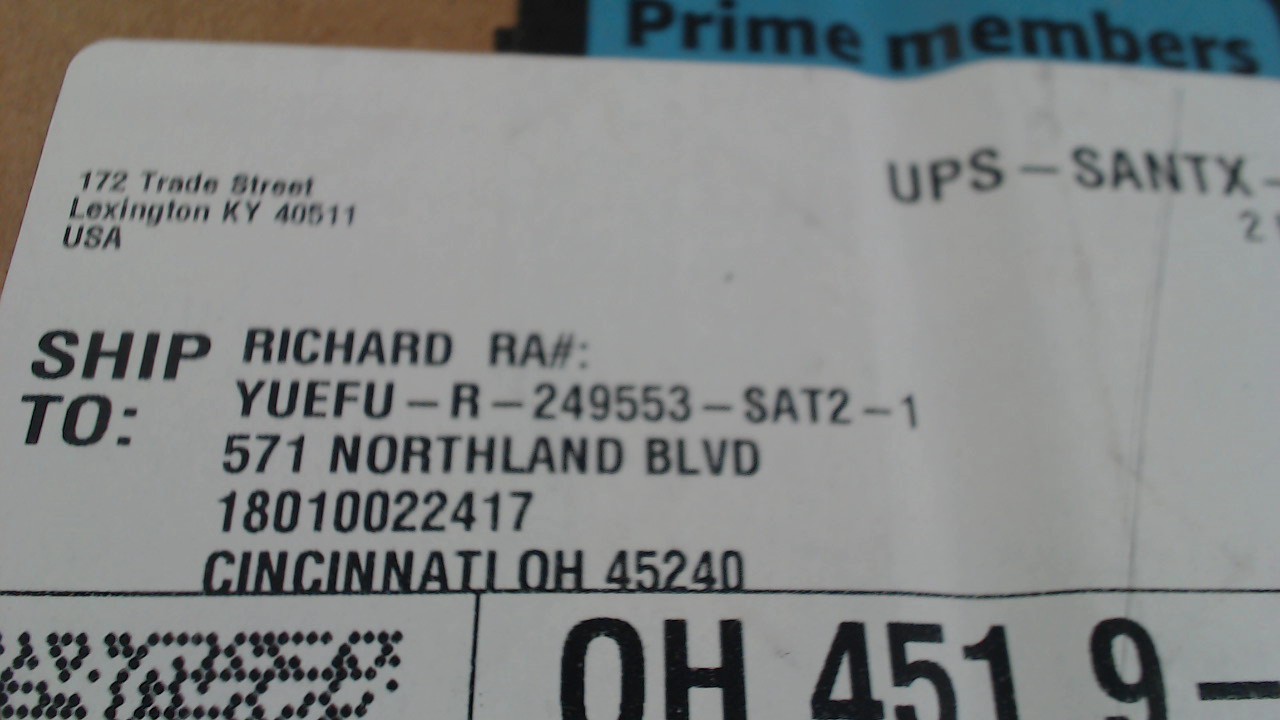 Prime members
172 Trade Street
Lexington KY 40511
USA
UPS-SANTX-
2
SHIP TO:
RICHARD RA#:
YUEFU-R-249553-SAT2-1
571 NORTHLAND BLVD
18010022417
CINCINNATI OH 45240
OH 451 9-